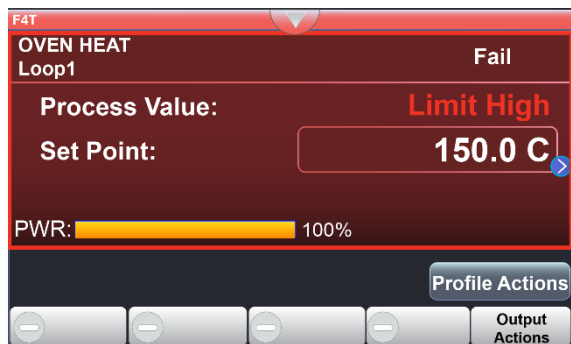 F4T
OVEN HEAT
Loop1
Fail
Process Value:
Limit High
Set Point:
150.0 C
PWR:
100%
Profile Actions
Output
Actions